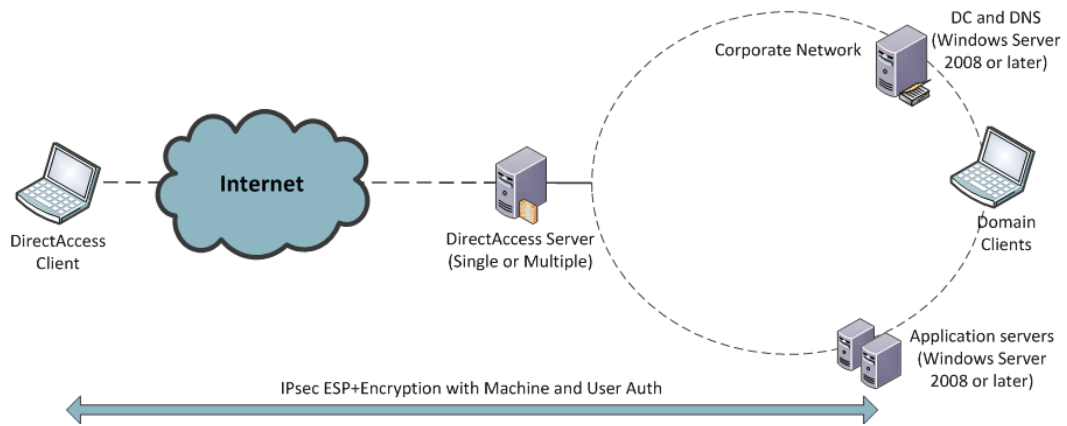 DC and DNS
(Windows Server
2008 or later)
Corporate Network
Internet
DirectAccess
Client
DirectAccess Server
(Single or Multiple)
Domain
Clients
Application servers
(Windows Server
2008 or later)
IPsec ESP+Encryption with Machine and User Auth